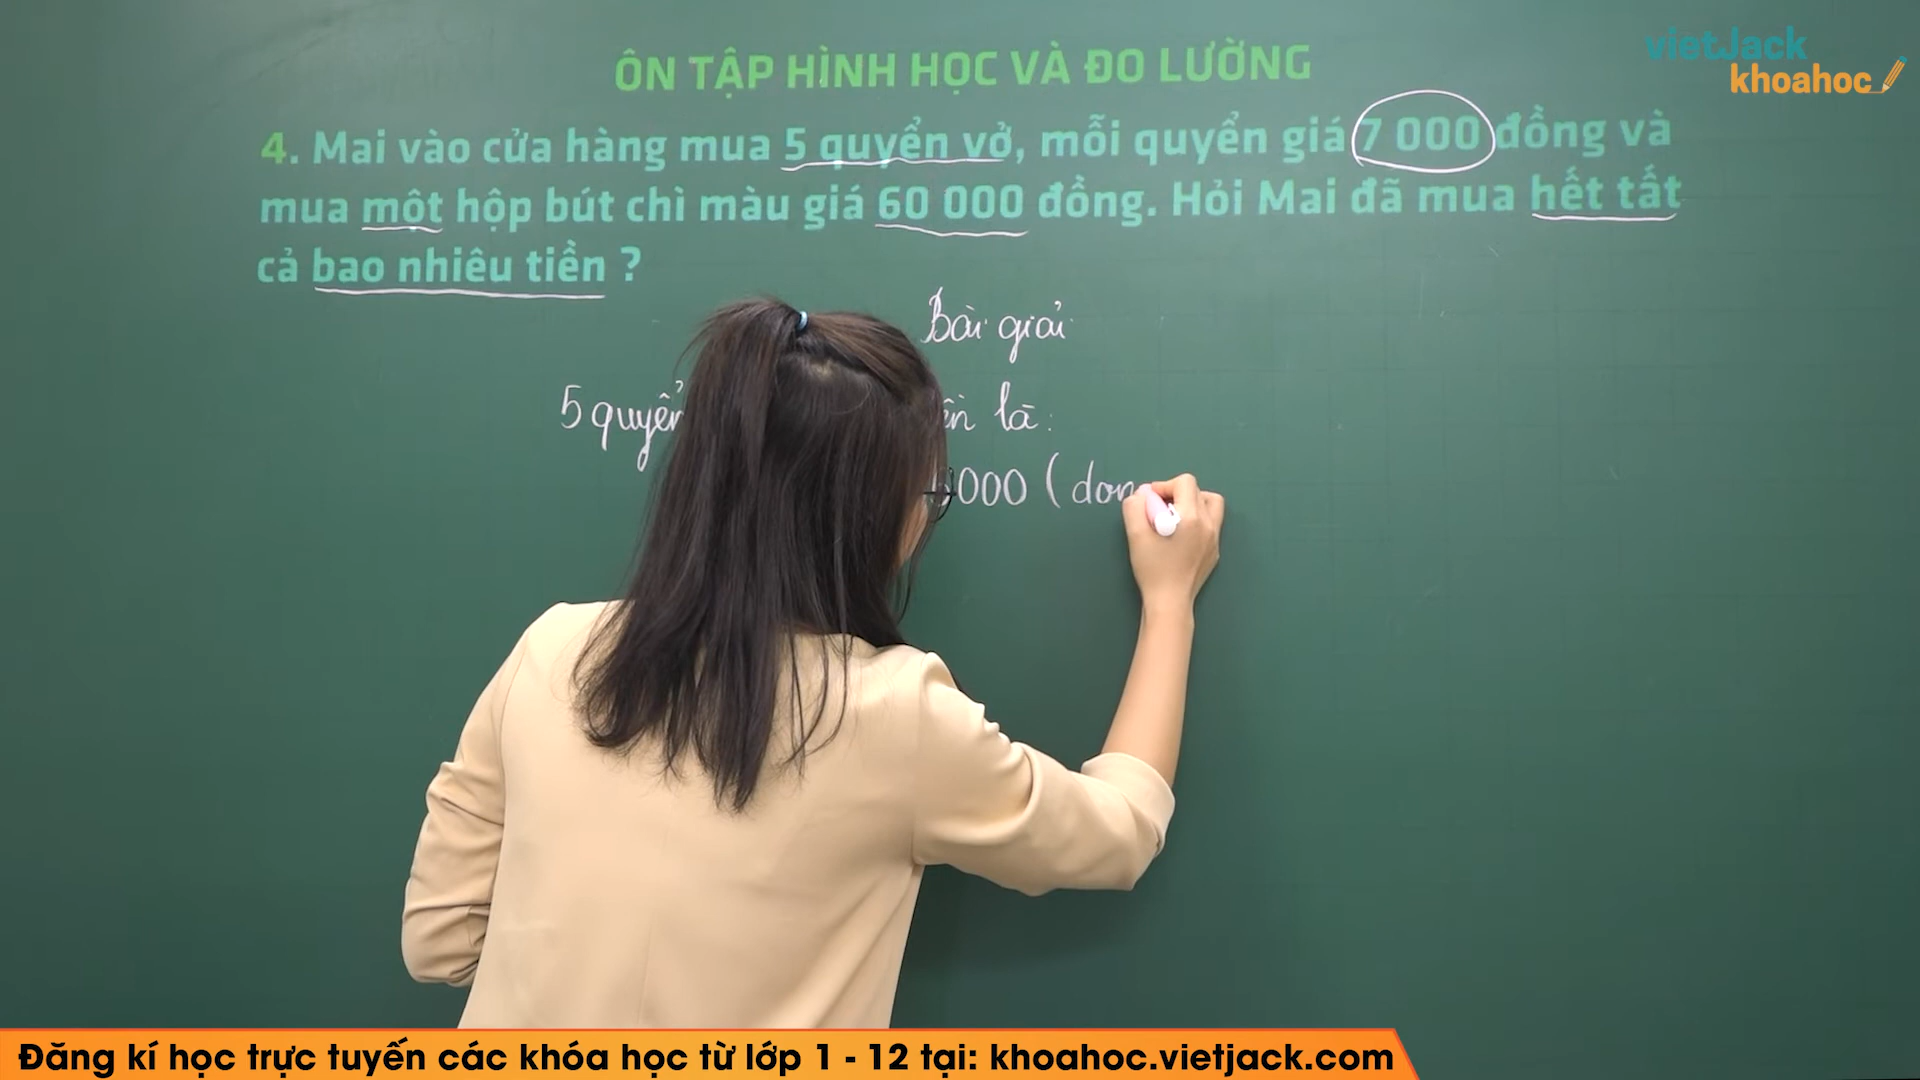 vietJack
khoahoc
ÔN TẬP HÌNH HỌC VÀ ĐO LƯỜNG
4. Mai vào cửa hàng mua 5 quyển vở, mỗi quyển giá 7 000 đồng và
mua một hộp bút chì màu giá 60 000 đồng. Hỏi Mai đã mua hết tất
cả bao nhiêu tiền ?
Bài giải
5 là:
000 (
Đăng kí học trực tuyến các khóa học từ lớp 1 - 12 tại: khoahoc.vietjack.com